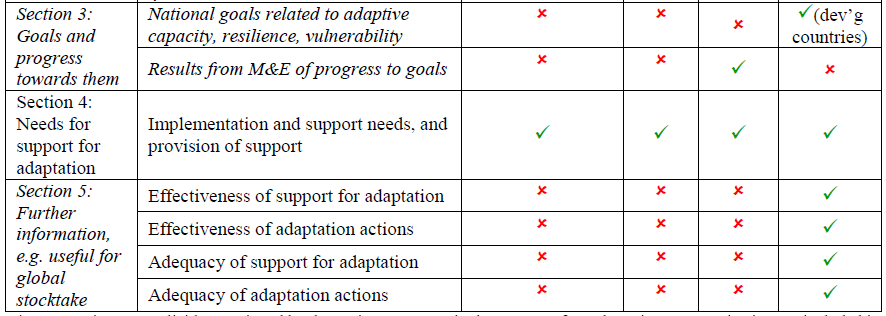 Section 3:
Goals and
progress
towards them
National goals related to adaptive
capacity, resilience, vulnerability
✘ ✘ ✘ ✓(dev’g
countries)
Results from M&E of progress to goals
✘ ✘ ✓ ✘
Section 4:
Needs for
support for
adaptation
Implementation and support needs, and
provision of support
✓ ✓ ✓ ✓
Section 5:
Further
information,
e.g. useful for
global
stocktake
Effectiveness of support for adaptation
✘ ✘ ✘ ✓
Effectiveness of adaptation actions
✘ ✘ ✘ ✓
Adequacy of support for adaptation
✘ ✘ ✘ ✓
Adequacy of adaptation actions
✘ ✘ ✘ ✓